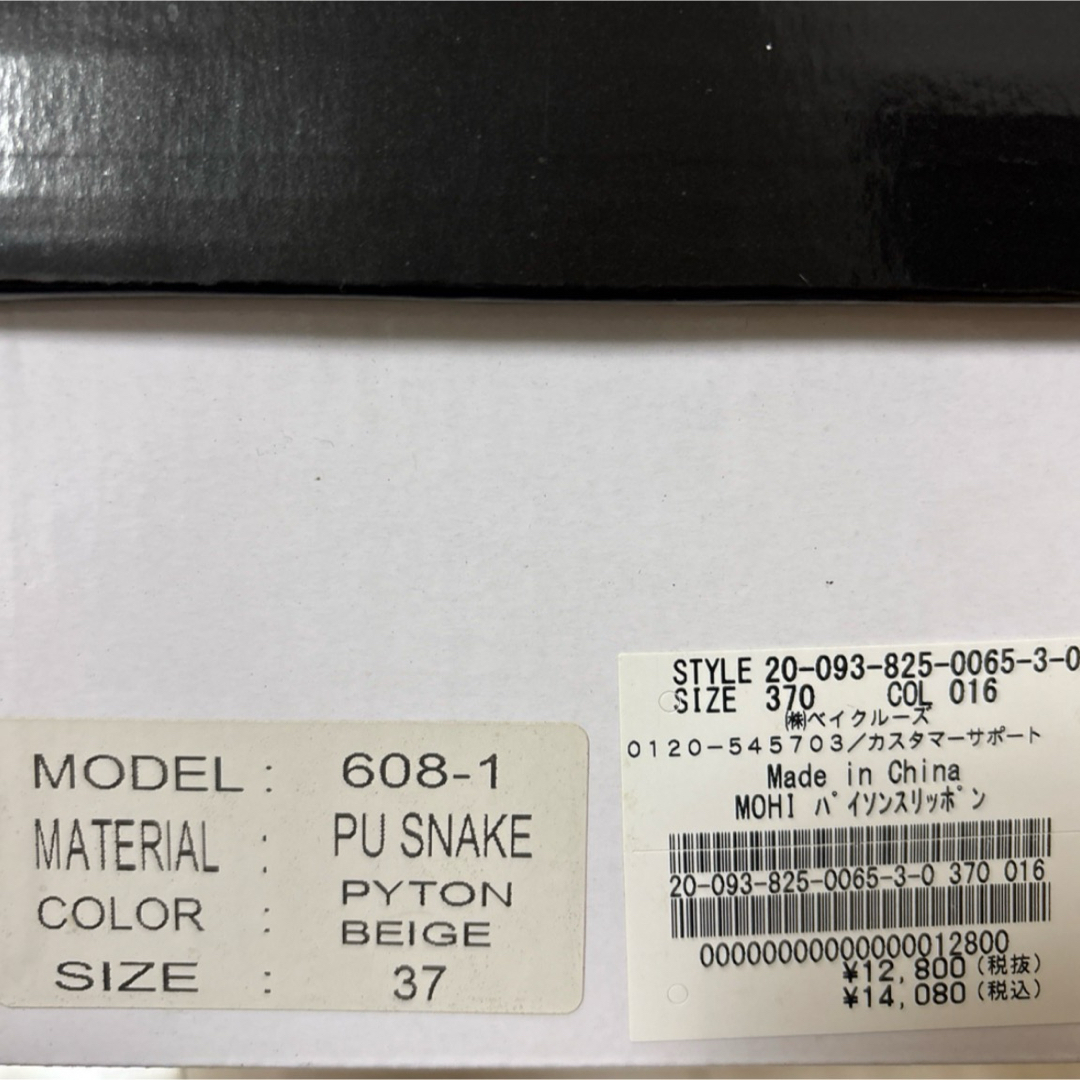 MODEL : 608-1
MATERIAL : PU SNAKE
COLOR : PYTON
BEIGE
SIZE : 37
STYLE 20-093-825-0065-3-0
SIZE 370 COL 016
㈱ベイクルーズ
0120-545703/カスタマーサポート
Made in China
MOHI パイソンスリッポン
20-093-825-0065-3-0 370 016
00000000000000012800
¥12,800(税抜)
¥14,080(税込)